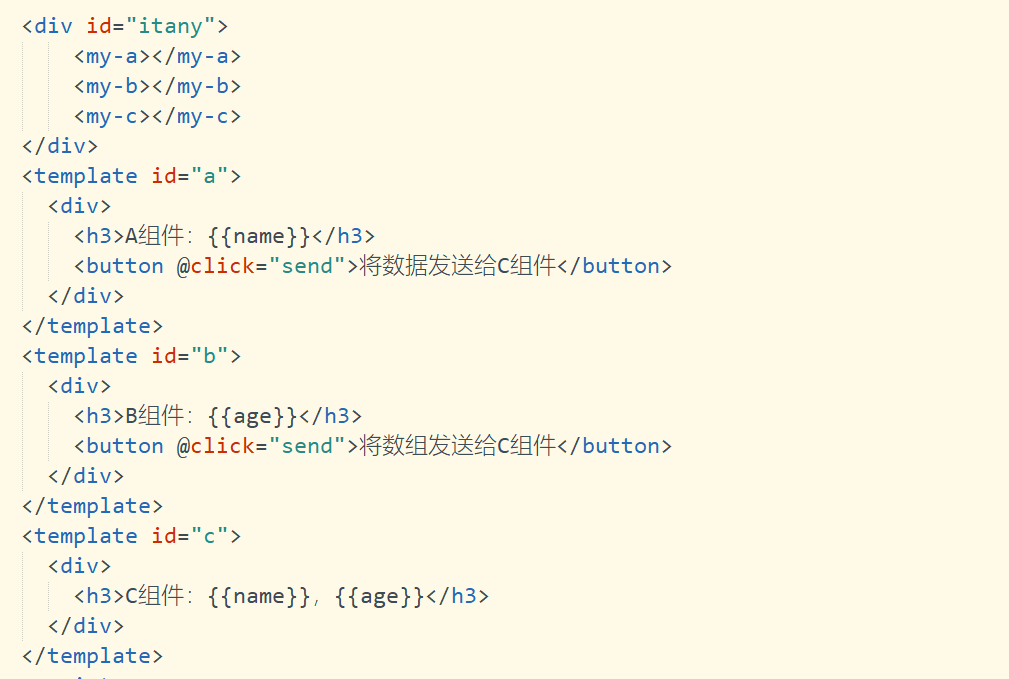 <div id="itany">
<my-a></my-a>
<my-b></my-b>
<my-c></my-c>
</div>
<template id="a">
<div>
<h3>A组件：{{name}}</h3>
<button @click="send">将数据发送给C组件</button>
</div>
</template>
<template id="b">
<div>
<h3>B组件：{{age}}</h3>
<button @click="send">将数组发送给C组件</button>
</div>
</template>
<template id="c">
<div>
<h3>C组件：{{name}}，{{age}}</h3>
</div>
</template>